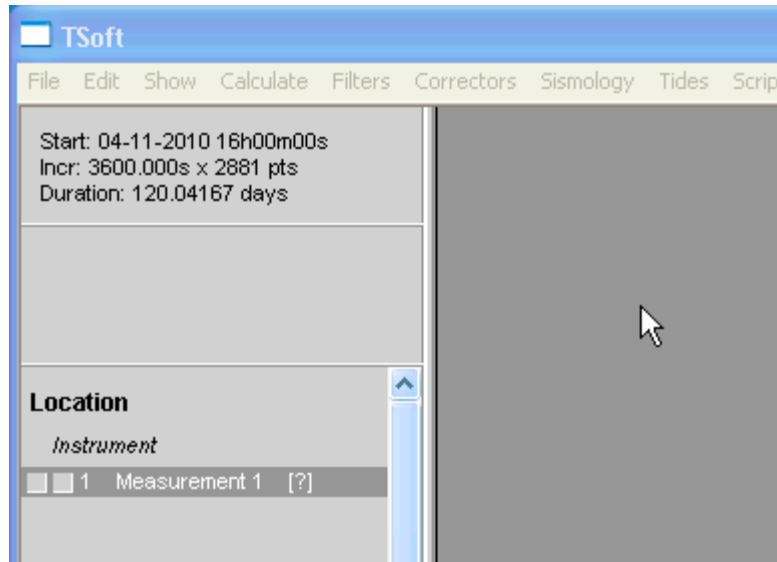 TSoft
File Edit Show Calculate Filters Correctors Sismology Tides Scrip
Start: 04-11-2010 16h00m00s
Incr: 3600.000s x 2881 pts
Duration: 120.04167 days
Location
Instrument
1 Measurement 1 [?]